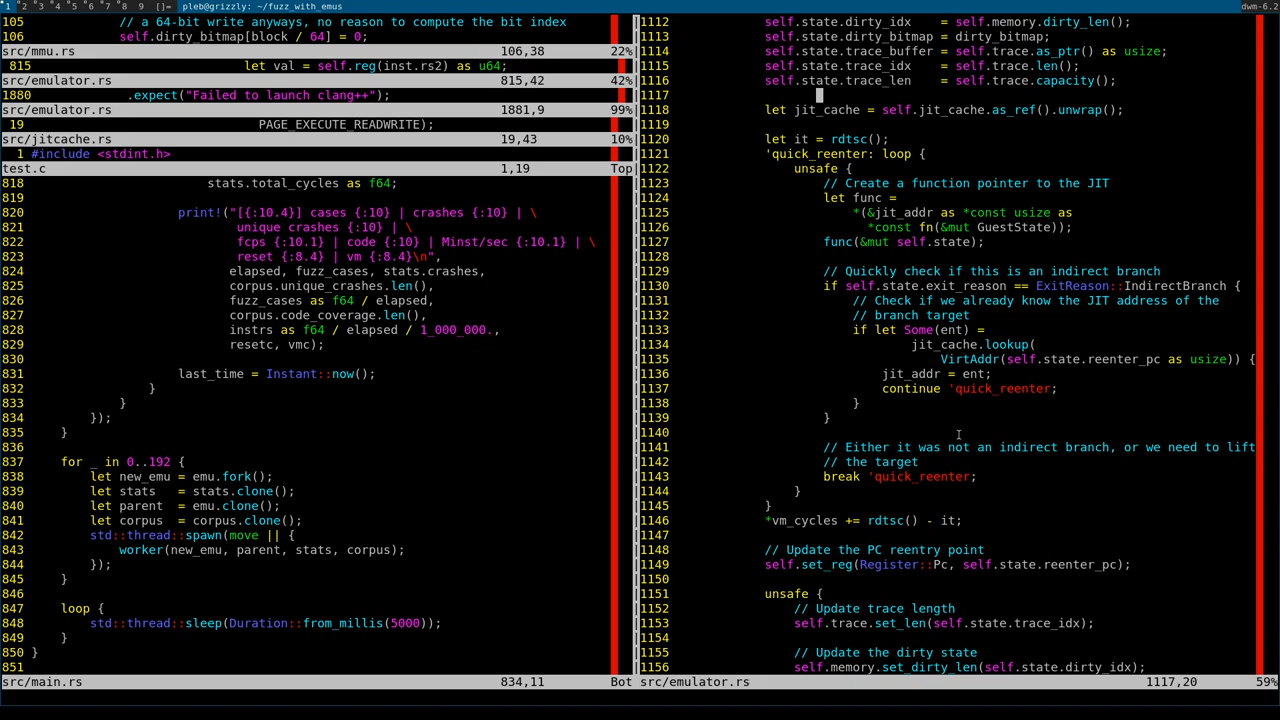 1 2 3 4 5 6 7 8 9 []= pleb@grizzly: ~/fuzz_with_emus dwm-6.2
105 // a 64-bit write anyways, no reason to compute the bit index
106 self.dirty_bitmap[block / 64] = 0;
src/mmu.rs 106,38 22%
815 let val = self.reg(inst.rs2) as u64;
src/emulator.rs 815,42 42%
1880 .expect("Failed to launch clang++");
src/emulator.rs 1881,9 99%
19 PAGE_EXECUTE_READWRITE);
src/jitcache.rs 19,43 10%
1 #include <stdint.h>
test.c 1,19 Top
818 stats.total_cycles as f64;
819
820 print!("[{:10.4}] cases {:10} | crashes {:10} | \
821 unique crashes {:10} | \
822 fcps {:10.1} | code {:10} | Minst/sec {:10.1} | \
823 reset {:8.4} | vm {:8.4}\n",
824 elapsed, fuzz_cases, stats.crashes,
825 corpus.unique_crashes.len(),
826 fuzz_cases as f64 / elapsed,
827 corpus.code_coverage.len(),
828 instrs as f64 / elapsed / 1_000_000.,
829 resetc, vmc);
830
831 last_time = Instant::now();
832 }
833 }
834 });
835 }
836
837 for _ in 0..192 {
838 let new_emu = emu.fork();
839 let stats = stats.clone();
840 let parent = emu.clone();
841 let corpus = corpus.clone();
842 std::thread::spawn(move || {
843 worker(new_emu, parent, stats, corpus);
844 });
845 }
846
847 loop {
848 std::thread::sleep(Duration::from_millis(5000));
849 }
850 }
851
src/main.rs 834,11 Bot
1112 self.state.dirty_idx = self.memory.dirty_len();
1113 self.state.dirty_bitmap = dirty_bitmap;
1114 self.state.trace_buffer = self.trace.as_ptr() as usize;
1115 self.state.trace_idx = self.trace.len();
1116 self.state.trace_len = self.trace.capacity();
1117
1118 let jit_cache = self.jit_cache.as_ref().unwrap();
1119
1120 let it = rdtsc();
1121 'quick_reenter: loop {
1122 unsafe {
1123 // Create a function pointer to the JIT
1124 let func =
1125 *(&jit_addr as *const usize as
1126 *const fn(&mut GuestState));
1127 func(&mut self.state);
1128
1129 // Quickly check if this is an indirect branch
1130 if self.state.exit_reason == ExitReason::IndirectBranch {
1131 // Check if we already know the JIT address of the
1132 // branch target
1133 if let Some(ent) =
1134 jit_cache.lookup(
1135 VirtAddr(self.state.reenter_pc as usize)) {
1136 jit_addr = ent;
1137 continue 'quick_reenter;
1138 }
1139 }
1140
1141 // Either it was not an indirect branch, or we need to lift
1142 // the target
1143 break 'quick_reenter;
1144 }
1145 }
1146 *vm_cycles += rdtsc() - it;
1147
1148 // Update the PC reentry point
1149 self.set_reg(Register::Pc, self.state.reenter_pc);
1150
1151 unsafe {
1152 // Update trace length
1153 self.trace.set_len(self.state.trace_idx);
1154
1155 // Update the dirty state
1156 self.memory.set_dirty_len(self.state.dirty_idx);
src/emulator.rs 1117,20 59%